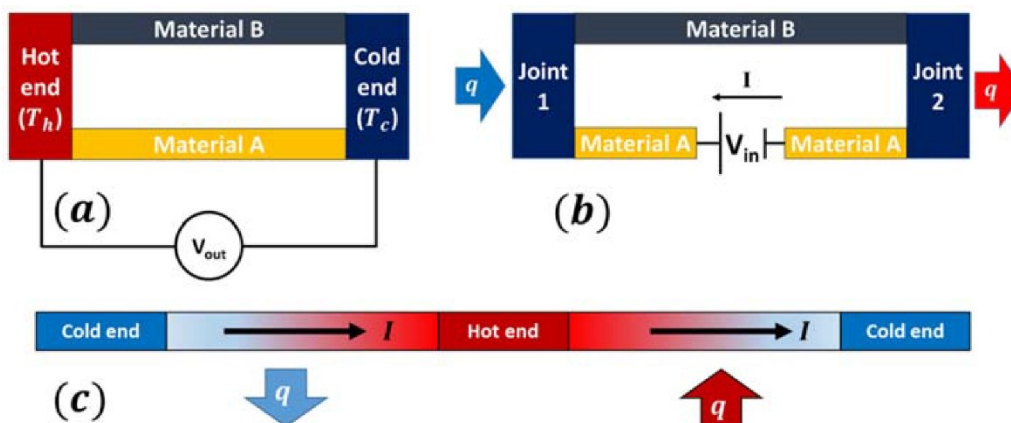 Material B
Hot
end
(T_h)
Cold
end
(T_c)
Material A
(a)
V_out
Material B
q
Joint
1
I
Joint
2
q
Material A
V_in
Material A
(b)
Cold end
I
Hot end
I
Cold end
(c)
q
q